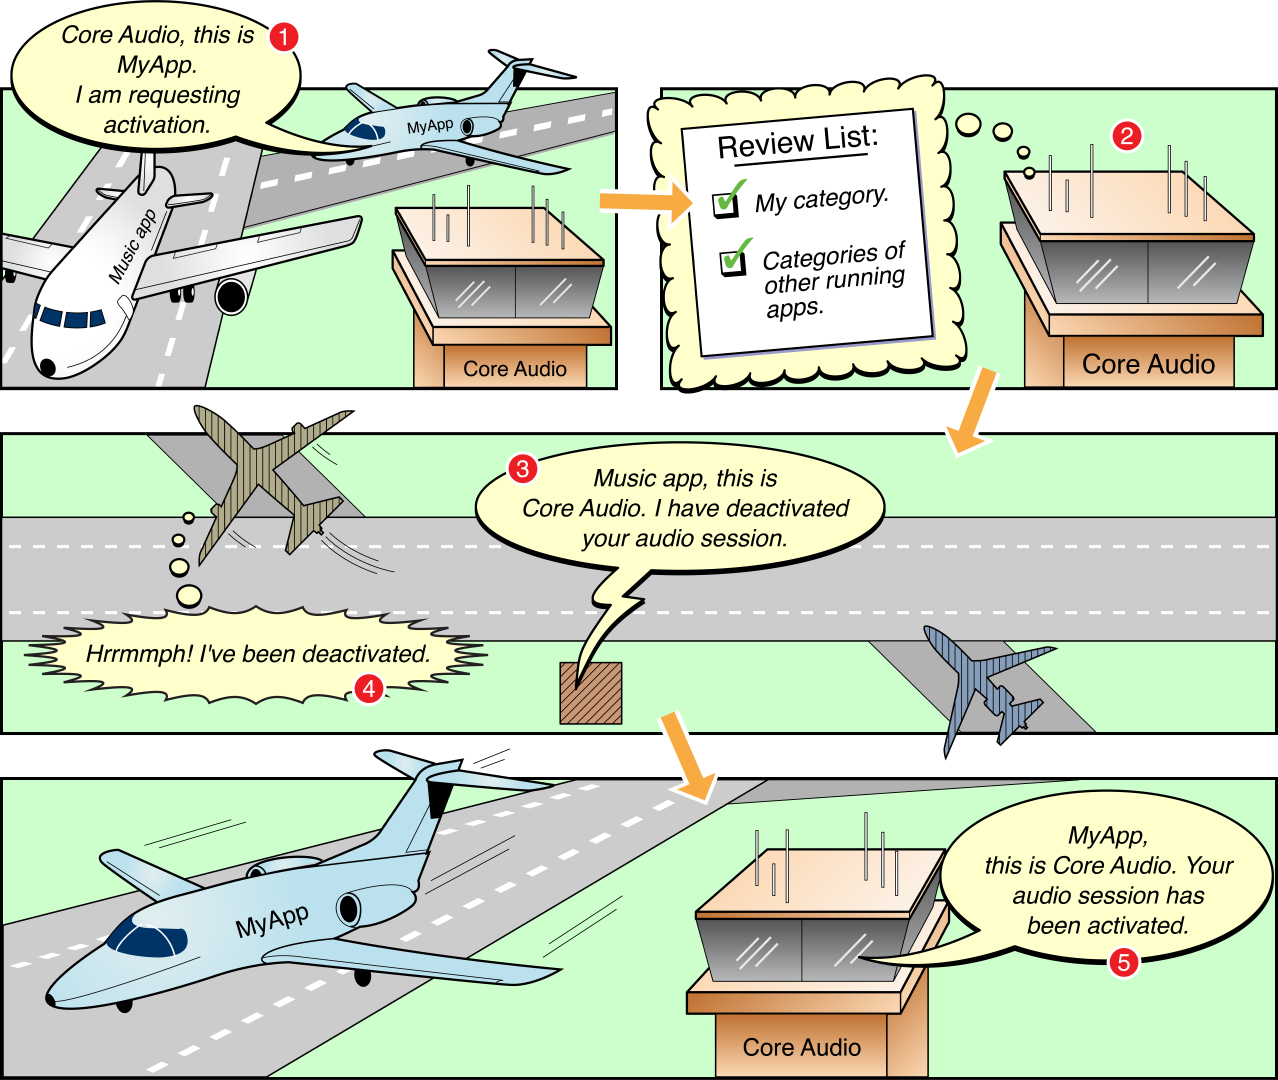 Core Audio, this is
MyApp.
I am requesting
activation.
1
MyApp
Music app
Core Audio
Review List:
My category.
Categories of
other running
apps.
2
Core Audio
3
Music app, this is
Core Audio. I have deactivated
your audio session.
Hrrmmph! I've been deactivated.
4
MyApp
Core Audio
MyApp,
this is Core Audio. Your
audio session has
been activated.
5